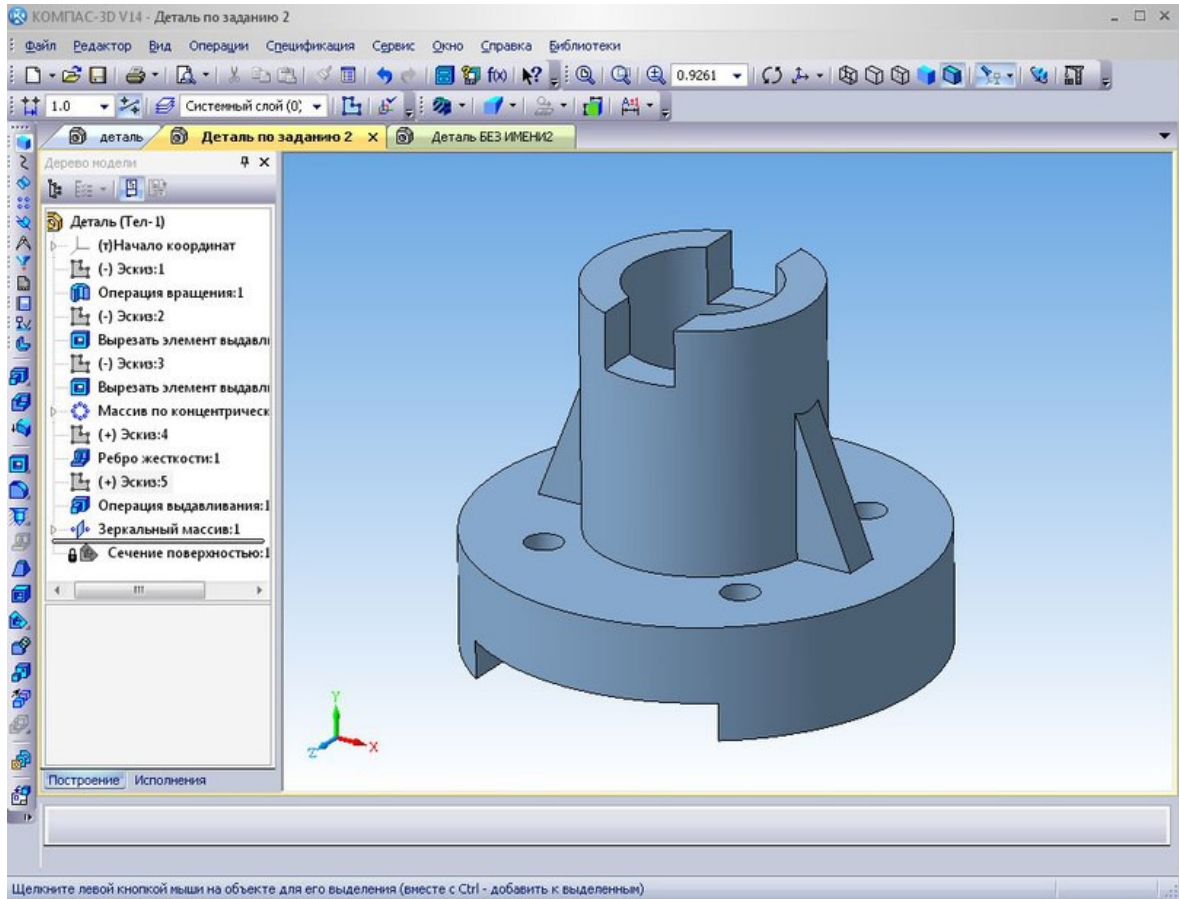 КОМПАС-3D V14 - Деталь по заданию 2
Файл Редактор Вид Операции Спецификация Сервис Окно Справка Библиотеки
f(x) 0.9261
1.0 Системный слой (0)
деталь Деталь по заданию 2 Деталь БЕЗ ИМЕНИ2
Дерево модели
Деталь (Тел-1)
(т)Начало координат
(-) Эскиз:1
Операция вращения:1
(-) Эскиз:2
Вырезать элемент выдавли
(-) Эскиз:3
Вырезать элемент выдавли
Массив по концентрическ
(+) Эскиз:4
Ребро жесткости:1
(+) Эскиз:5
Операция выдавливания:1
Зеркальный массив:1
Сечение поверхностью:1
Y
Z X
Построение Исполнения
Щелкните левой кнопкой мыши на объекте для его выделения (вместе с Ctrl - добавить к выделенным)